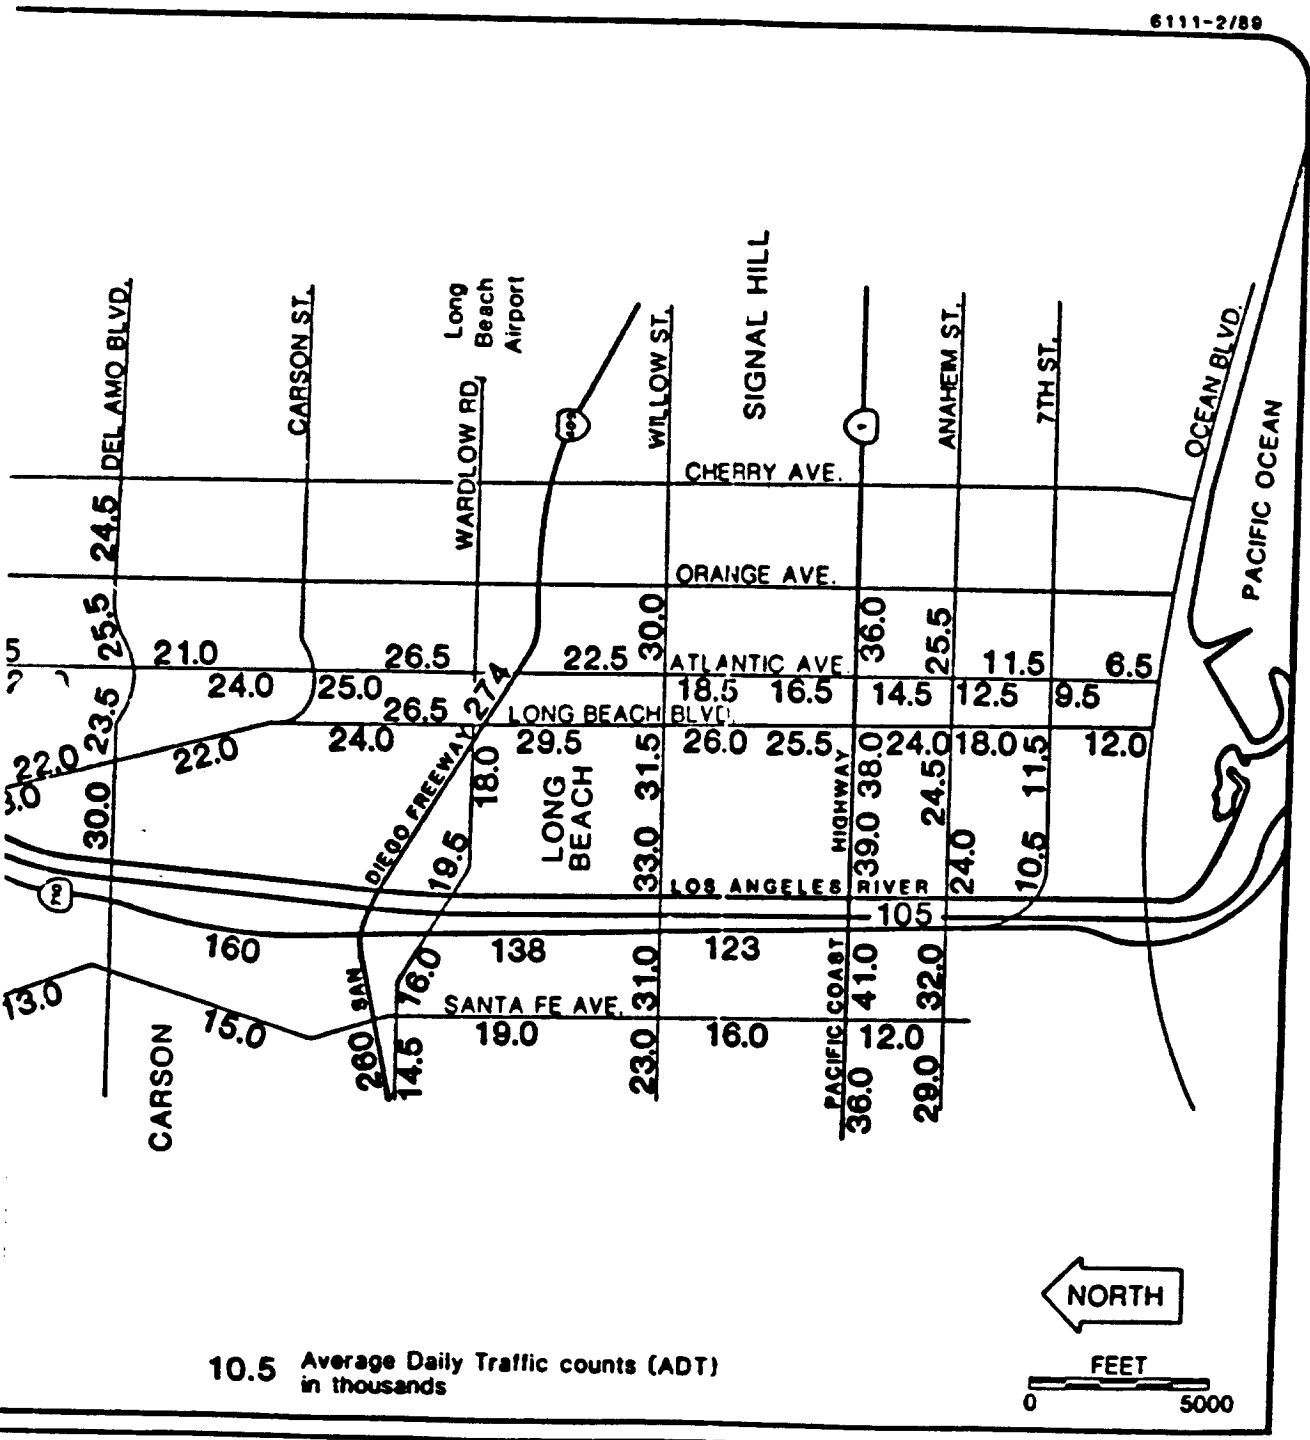 6111-2/89
DEL AMO BLVD.
CARSON ST.
Long
Beach
Airport
WARDLOW RD.
WILLOW ST.
SIGNAL HILL
ANAHEIM ST.
7TH ST.
OCEAN BLVD.
PACIFIC OCEAN
405
1
CHERRY AVE.
24.5
ORANGE AVE.
25.5
30.0
36.0
25.5
5
21.0
26.5
22.5
ATLANTIC AVE.
11.5
6.5
24.0
25.0
18.5
16.5
14.5
12.5
9.5
23.5
26.5
274
LONG BEACH BLVD.
22.0
22.0
24.0
29.5
26.0
25.5
24.0
18.0
12.0
18.0
31.5
38.0
24.5
11.5
30.0
LONG
BEACH
19.5
33.0
39.0
24.0
10.5
SAN DIEGO FREEWAY
PACIFIC COAST HIGHWAY
LOS ANGELES RIVER
105
160
138
123
16.0
31.0
41.0
32.0
13.0
15.0
SANTA FE AVE.
19.0
16.0
12.0
260
14.5
23.0
36.0
29.0
CARSON
NORTH
10.5 Average Daily Traffic counts (ADT)
in thousands
FEET
0 5000